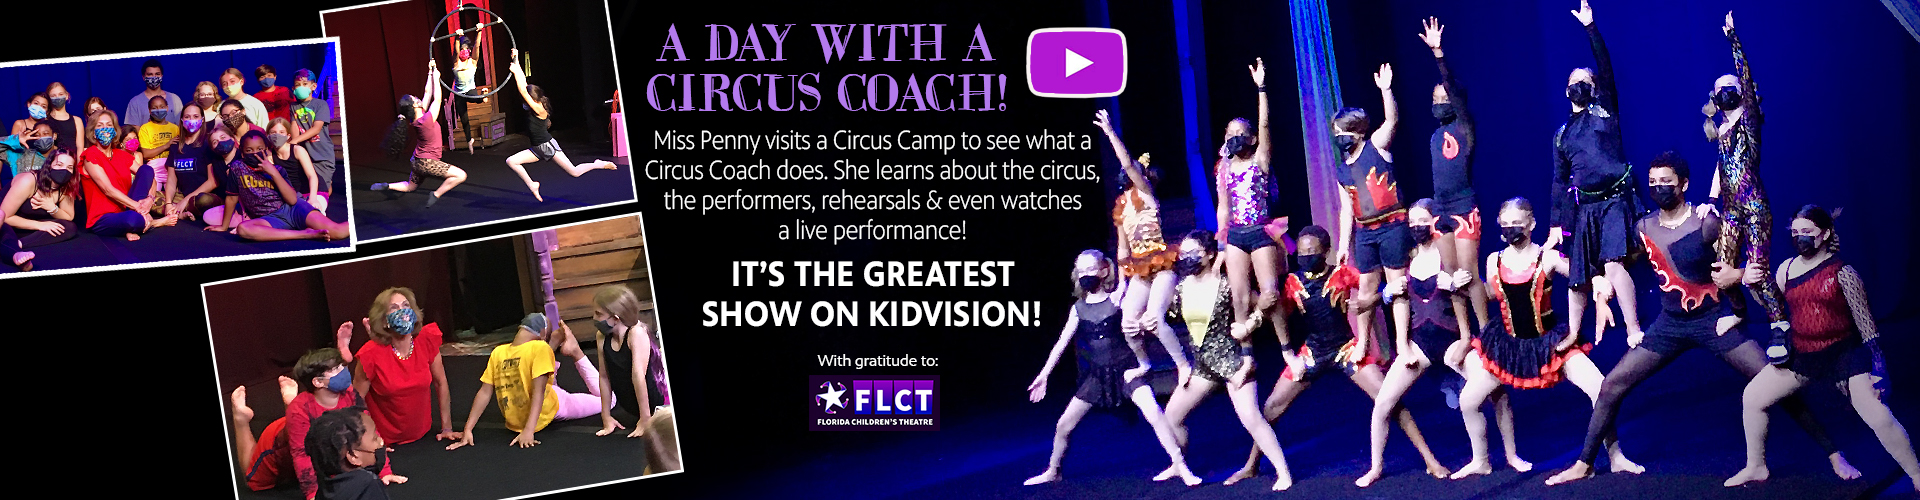 A DAY WITH A
CIRCUS COACH!
Miss Penny visits a Circus Camp to see what a
Circus Coach does. She learns about the circus,
the performers, rehearsals & even watches
a live performance!
IT'S THE GREATEST
SHOW ON KIDVISION!
With gratitude to:
FLCT
FLORIDA CHILDREN'S THEATRE
FLCT